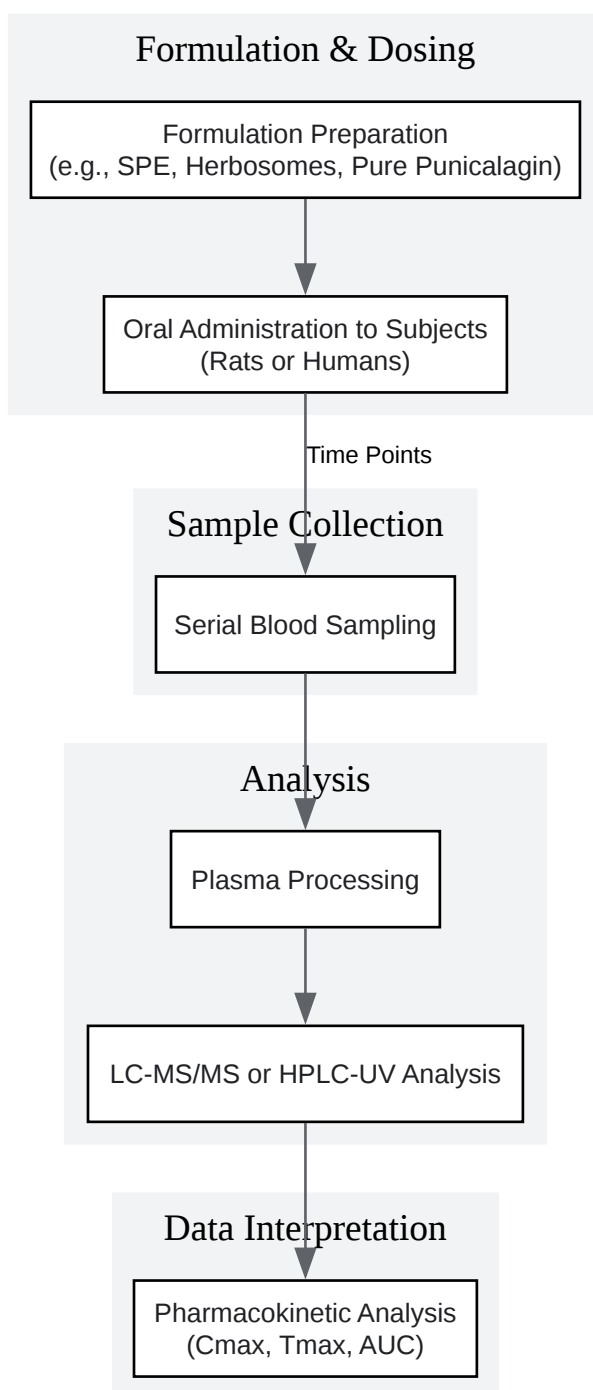 Formulation & Dosing
Formulation Preparation
(e.g., SPE, Herbosomes, Pure Punicalagin)
Oral Administration to Subjects
(Rats or Humans)
Time Points
Sample Collection
Serial Blood Sampling
Analysis
Plasma Processing
LC-MS/MS or HPLC-UV Analysis
Data Interpretation
Pharmacokinetic Analysis
(Cmax, Tmax, AUC)